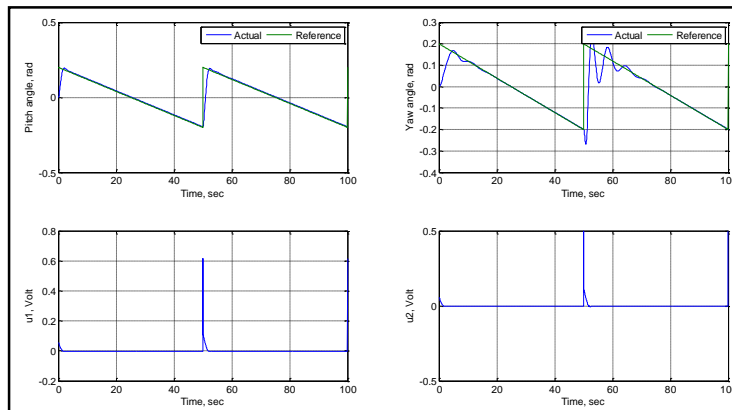 Actual Reference
Pitch angle, rad
0.5
0
-0.5
0 20 40 60 80 100
Time, sec
Actual Reference
Yaw angle, rad
0.3
0.2
0.1
0
-0.1
-0.2
-0.3
-0.4
0 20 40 60 80 100
Time, sec
u1, Volt
0.8
0.6
0.4
0.2
0
-0.2
0 20 40 60 80 100
Time, sec
u2, Volt
0.5
0
-0.5
0 20 40 60 80 100
Time, sec